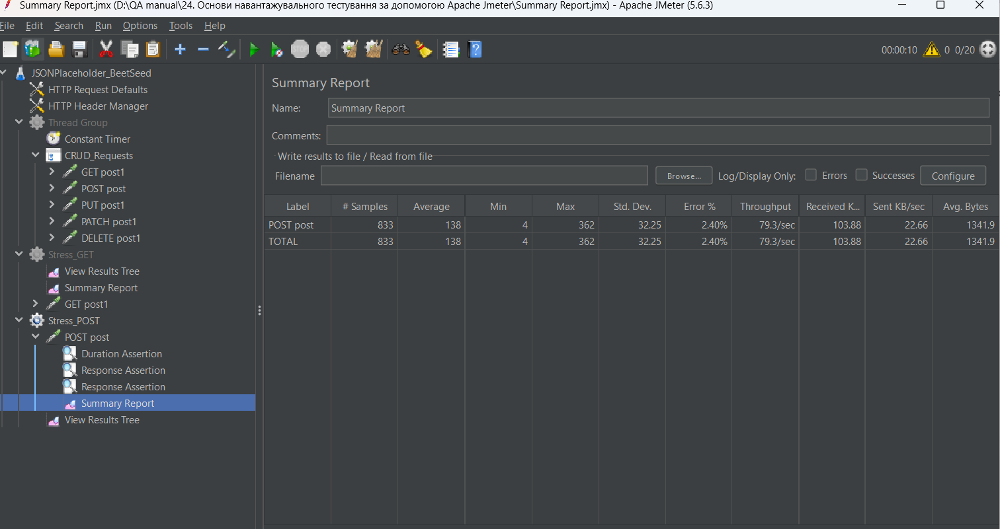 Summary Report.jmx (D:\QA manual\24. Основи навантажувального тестування за допомогою Apache Jmeter\Summary Report.jmx) - Apache JMeter (5.6.3)
File Edit Search Run Options Tools Help
STOP 00:00:10 0 0/20
JSONPlaceholder_BeetSeed
HTTP Request Defaults
HTTP Header Manager
Thread Group
Constant Timer
CRUD_Requests
GET post1
POST post
PUT post1
PATCH post1
DELETE post1
Stress_GET
View Results Tree
Summary Report
GET post1
Stress_POST
POST post
Duration Assertion
Response Assertion
Response Assertion
Summary Report
View Results Tree
Summary Report
Name: Summary Report
Comments:
Write results to file / Read from file
Filename Browse... Log/Display Only: Errors Successes Configure
Label # Samples Average Min Max Std. Dev. Error % Throughput Received K... Sent KB/sec Avg. Bytes
POST post 833 138 4 362 32.25 2.40% 79.3/sec 103.88 22.66 1341.9
TOTAL 833 138 4 362 32.25 2.40% 79.3/sec 103.88 22.66 1341.9